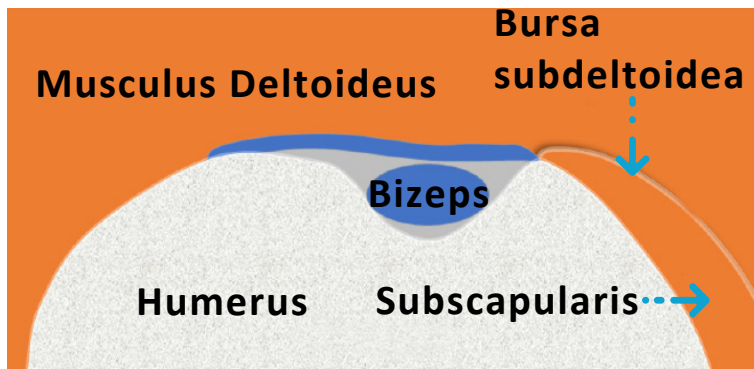 Bursa
subdeltoidea
Musculus Deltoideus
Bizeps
Humerus
Subscapularis